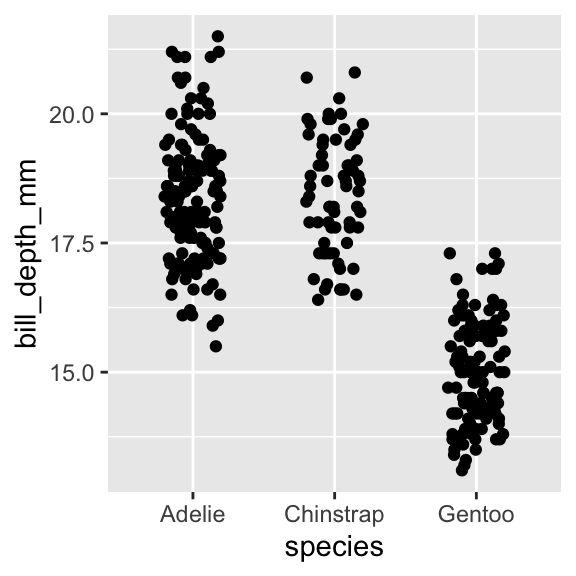 20.0
17.5
15.0
bill_depth_mm
Adelie Chinstrap Gentoo
species